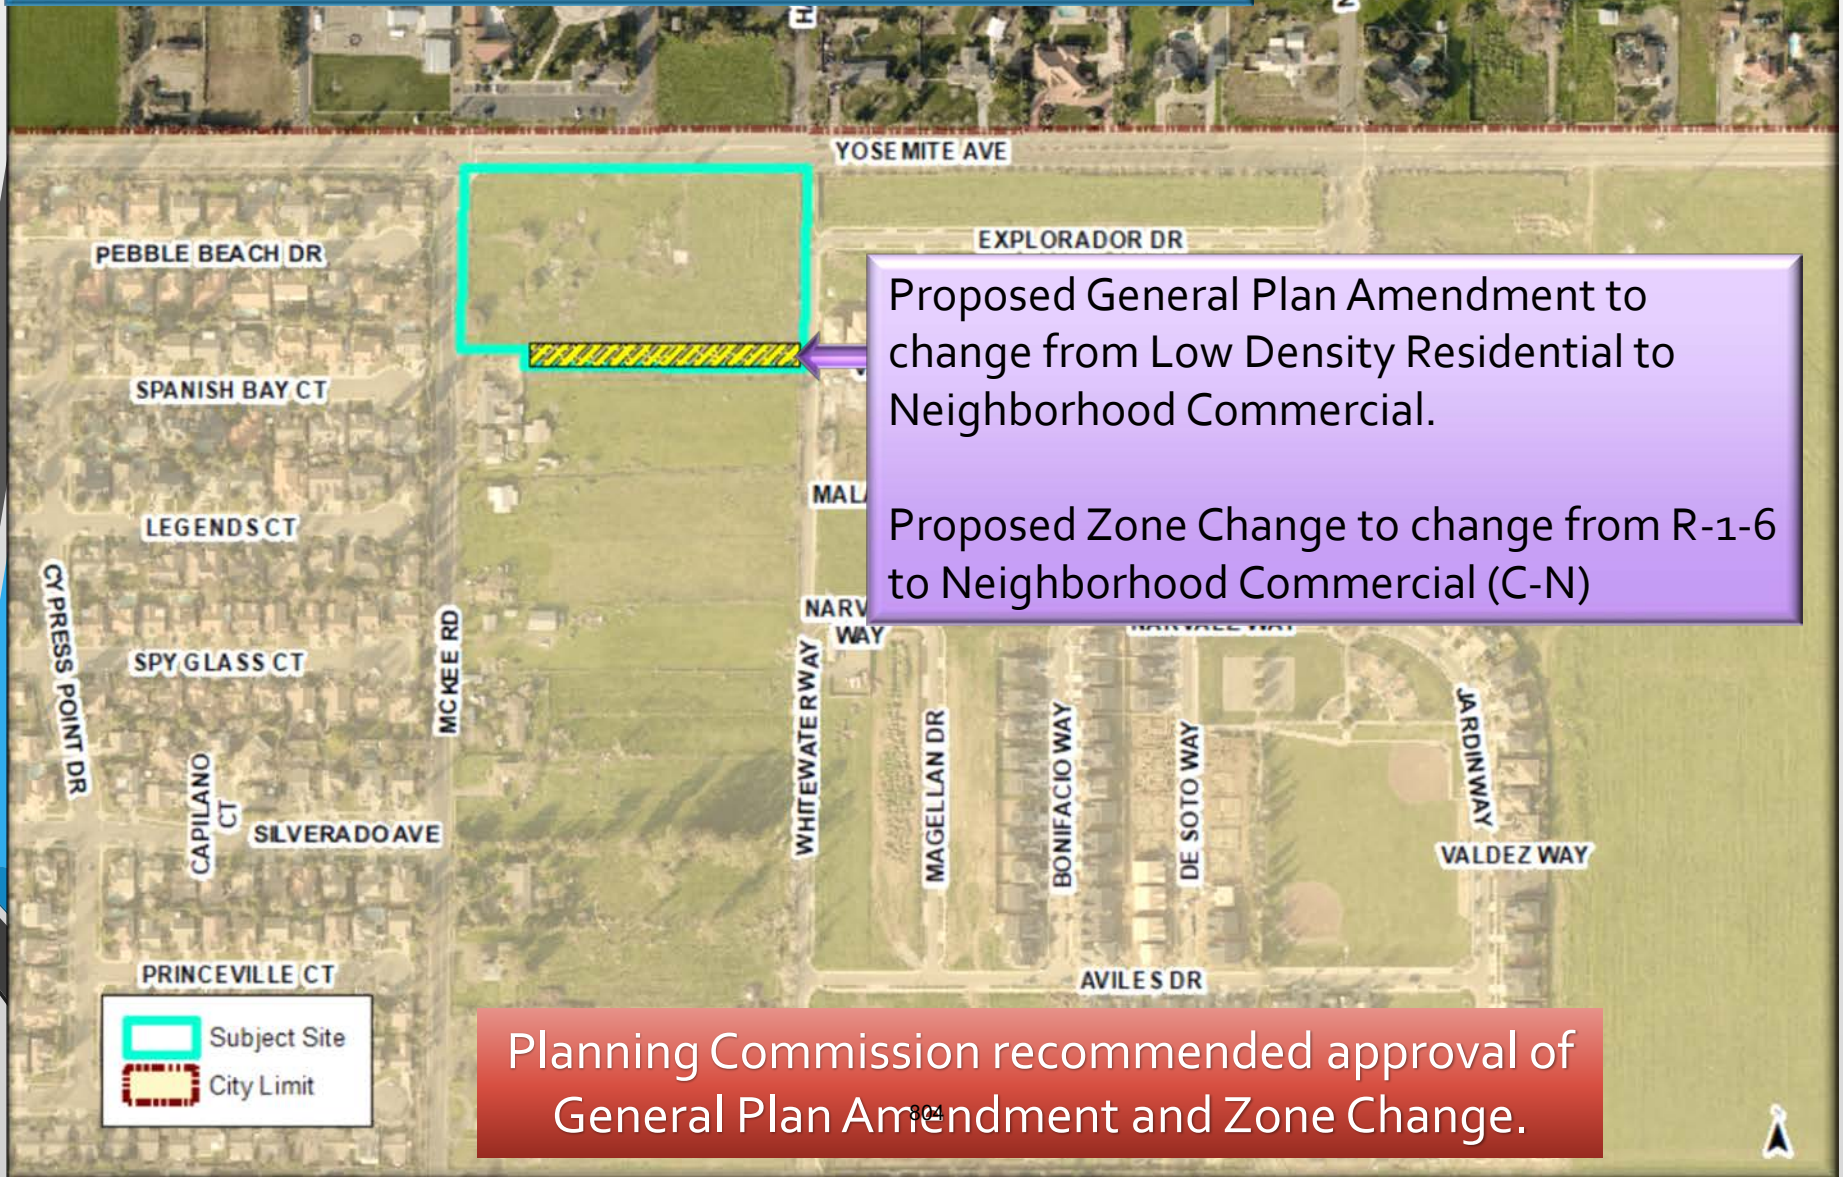 YOSEMITE AVE
EXPLORADOR DR
PEBBLE BEACH DR
Proposed General Plan Amendment to
change from Low Density Residential to
Neighborhood Commercial.
Proposed Zone Change to change from R-1-6
to Neighborhood Commercial (C-N)
SPANISH BAY CT
LEGENDS CT
CYPRESS POINT DR
SPY GLASS CT
MCKEE RD
WAY
WHITEWATER WAY
MAGELLAN DR
BONIFACIO WAY
DE SOTO WAY
JARDIN WAY
CAPILANO
CT
SILVERADO AVE
VALDEZ WAY
PRINCEVILLE CT
AVILES DR
Subject Site
City Limit
Planning Commission recommended approval of
General Plan Amendment and Zone Change.
804